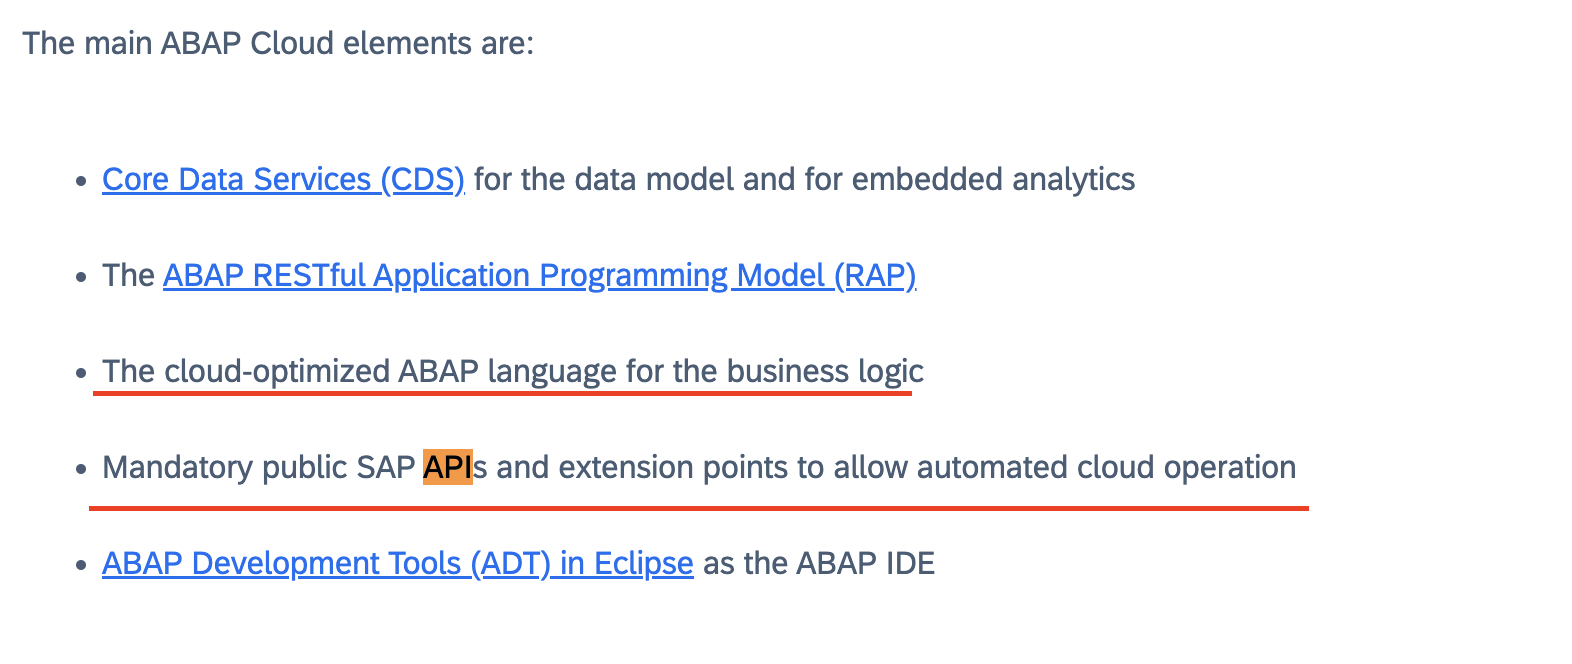 The main ABAP Cloud elements are:
• Core Data Services (CDS) for the data model and for embedded analytics
• The ABAP RESTful Application Programming Model (RAP)
• The cloud-optimized ABAP language for the business logic
• Mandatory public SAP APIs and extension points to allow automated cloud operation
• ABAP Development Tools (ADT) in Eclipse as the ABAP IDE